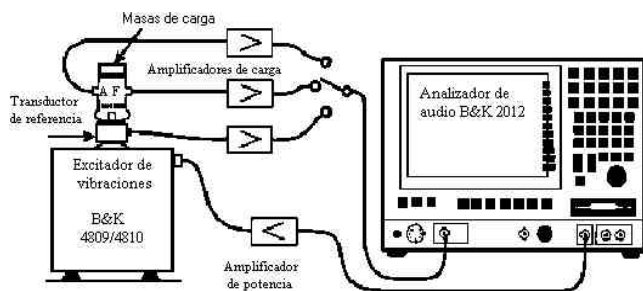 Masas de carga
A F
Amplificadores de carga
Transductor
de referencia
Excitador de
vibraciones
B&K
4809/4810
Amplificador
de potencia
Analizador de
audio B&K 2012